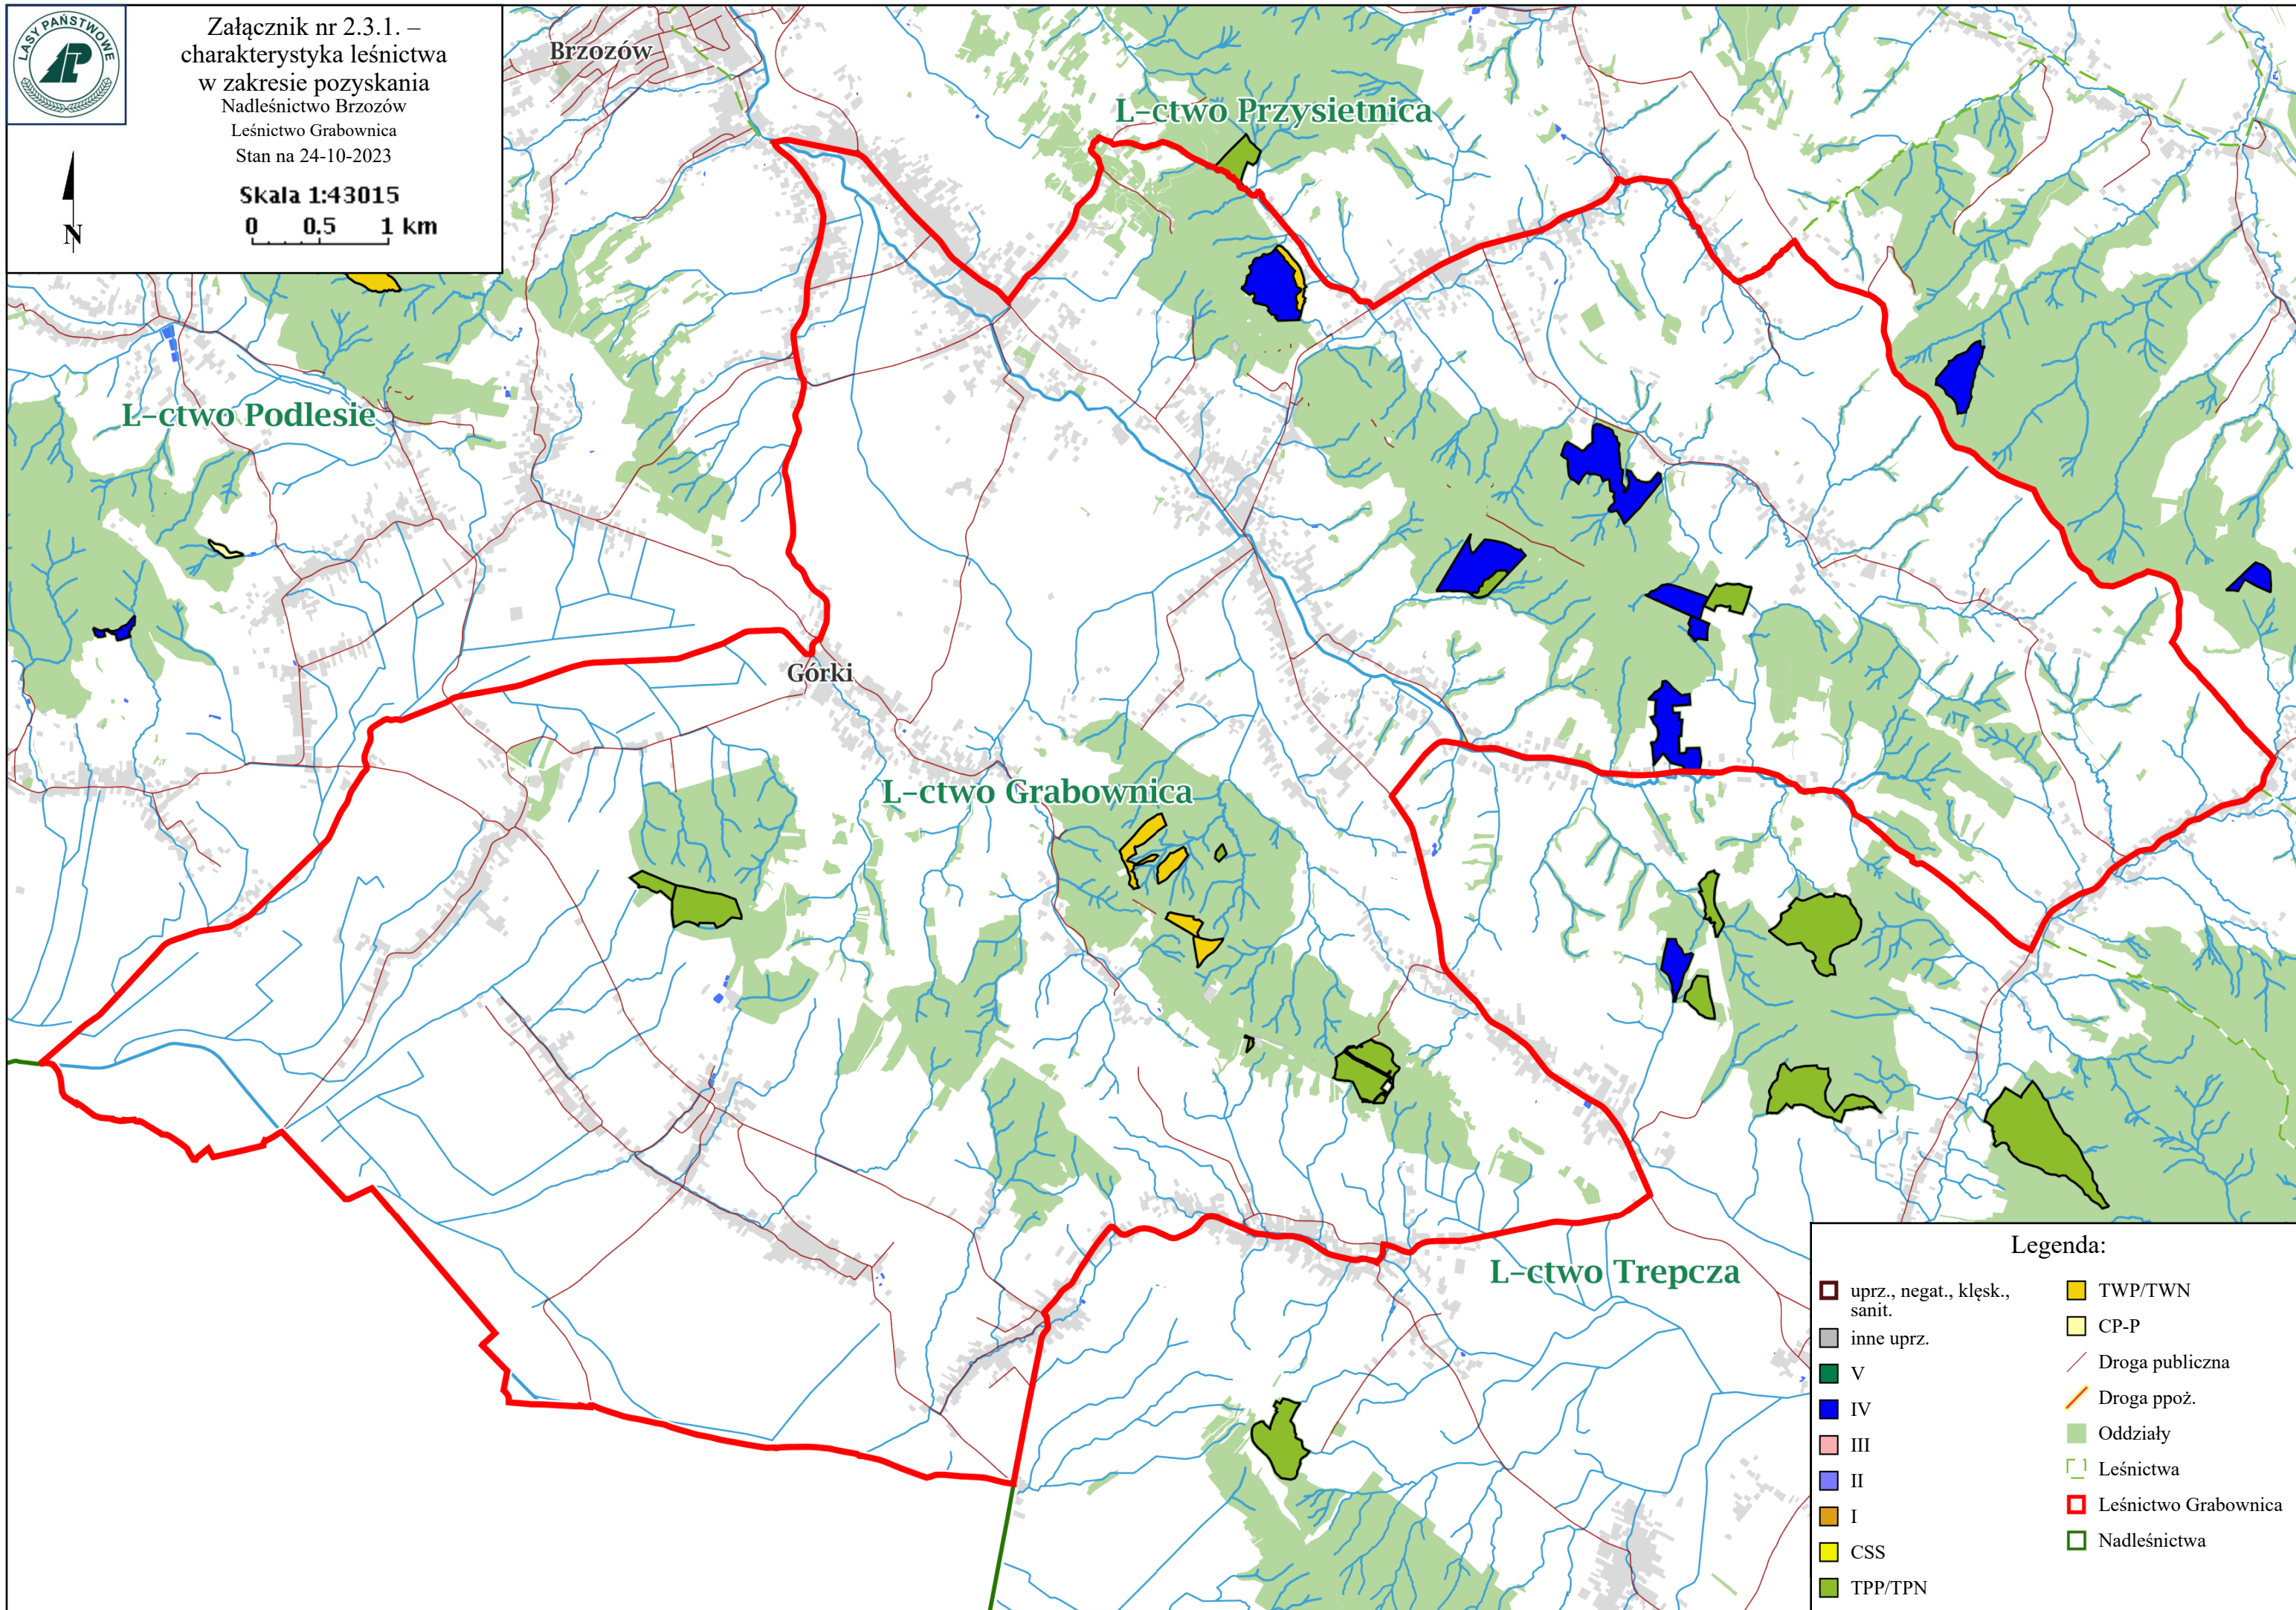 LASY PAŃSTWOWE
Załącznik nr 2.3.1. –
charakterystyka leśnictwa
w zakresie pozyskania
Nadleśnictwo Brzozów
Leśnictwo Grabownica
Stan na 24-10-2023
N
Skala 1:43015
0 0.5 1 km
Brzozów
L-ctwo Przysietnica
L-ctwo Podlesie
Górki
L-ctwo Grabownica
L-ctwo Trepcza
Legenda:
uprz., negat., klęsk.,
sanit.
inne uprz.
V
IV
III
II
I
CSS
TPP/TPN
TWP/TWN
CP-P
Droga publiczna
Droga ppoż.
Oddziały
Leśnictwa
Leśnictwo Grabownica
Nadleśnictwa